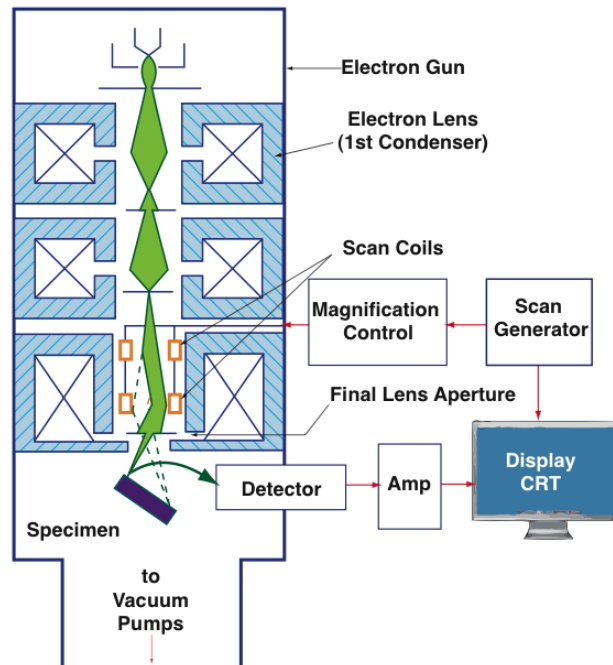 Electron Gun
Electron Lens
(1st Condenser)
Scan Coils
Magnification
Control
Scan
Generator
Final Lens Aperture
Display
CRT
Detector
Amp
Specimen
to
Vacuum
Pumps